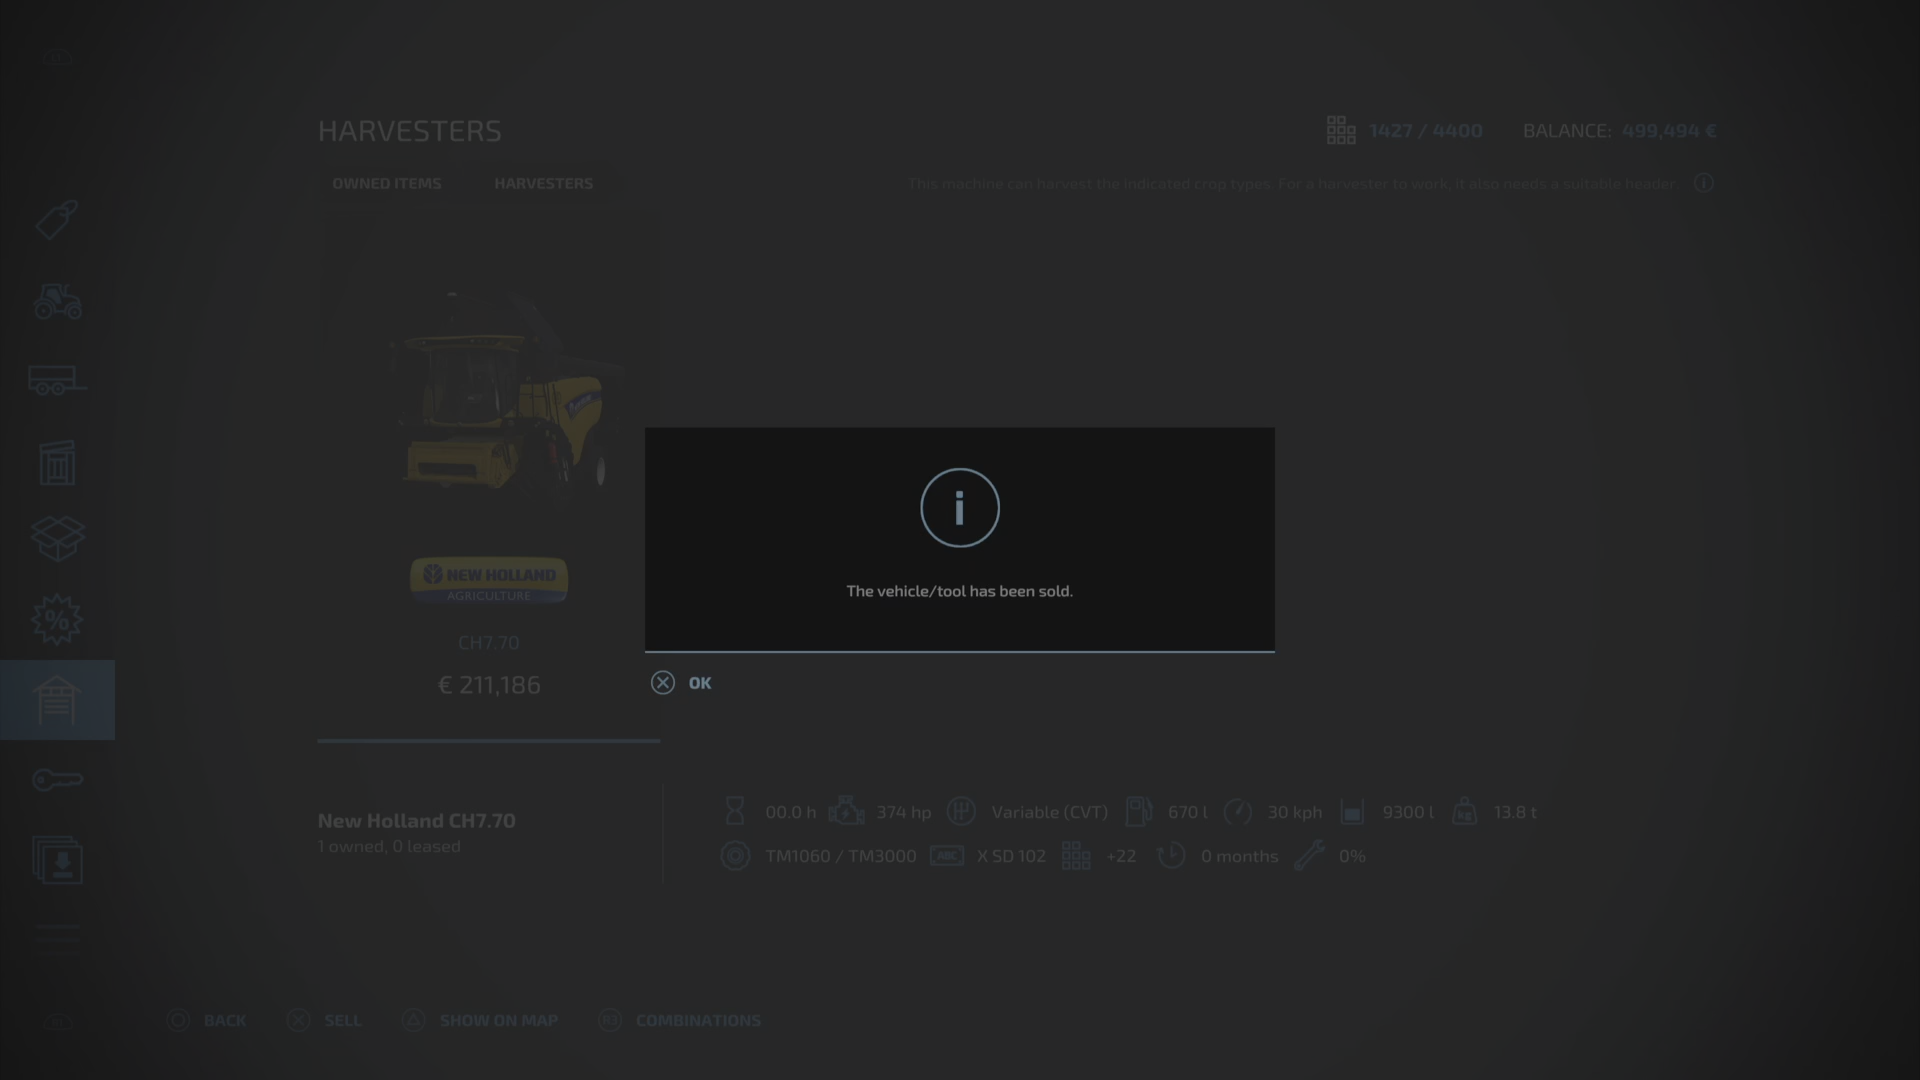 HARVESTERS
1427 / 4400 BALANCE: 499,494 €
OWNED ITEMS HARVESTERS
This machine can harvest the indicated crop types. For a harvester to work, it also needs a suitable header.
NEW HOLLAND
AGRICULTURE
CH7.70
€ 211,186
The vehicle/tool has been sold.
OK
New Holland CH7.70
1 owned, 0 leased
00.0 h 374 hp Variable (CVT) 670 l 30 kph 9300 l kg 13.8 t
TM1060 / TM3000 ABC X SD 102 +22 0 months 0%
BACK SELL SHOW ON MAP R3 COMBINATIONS